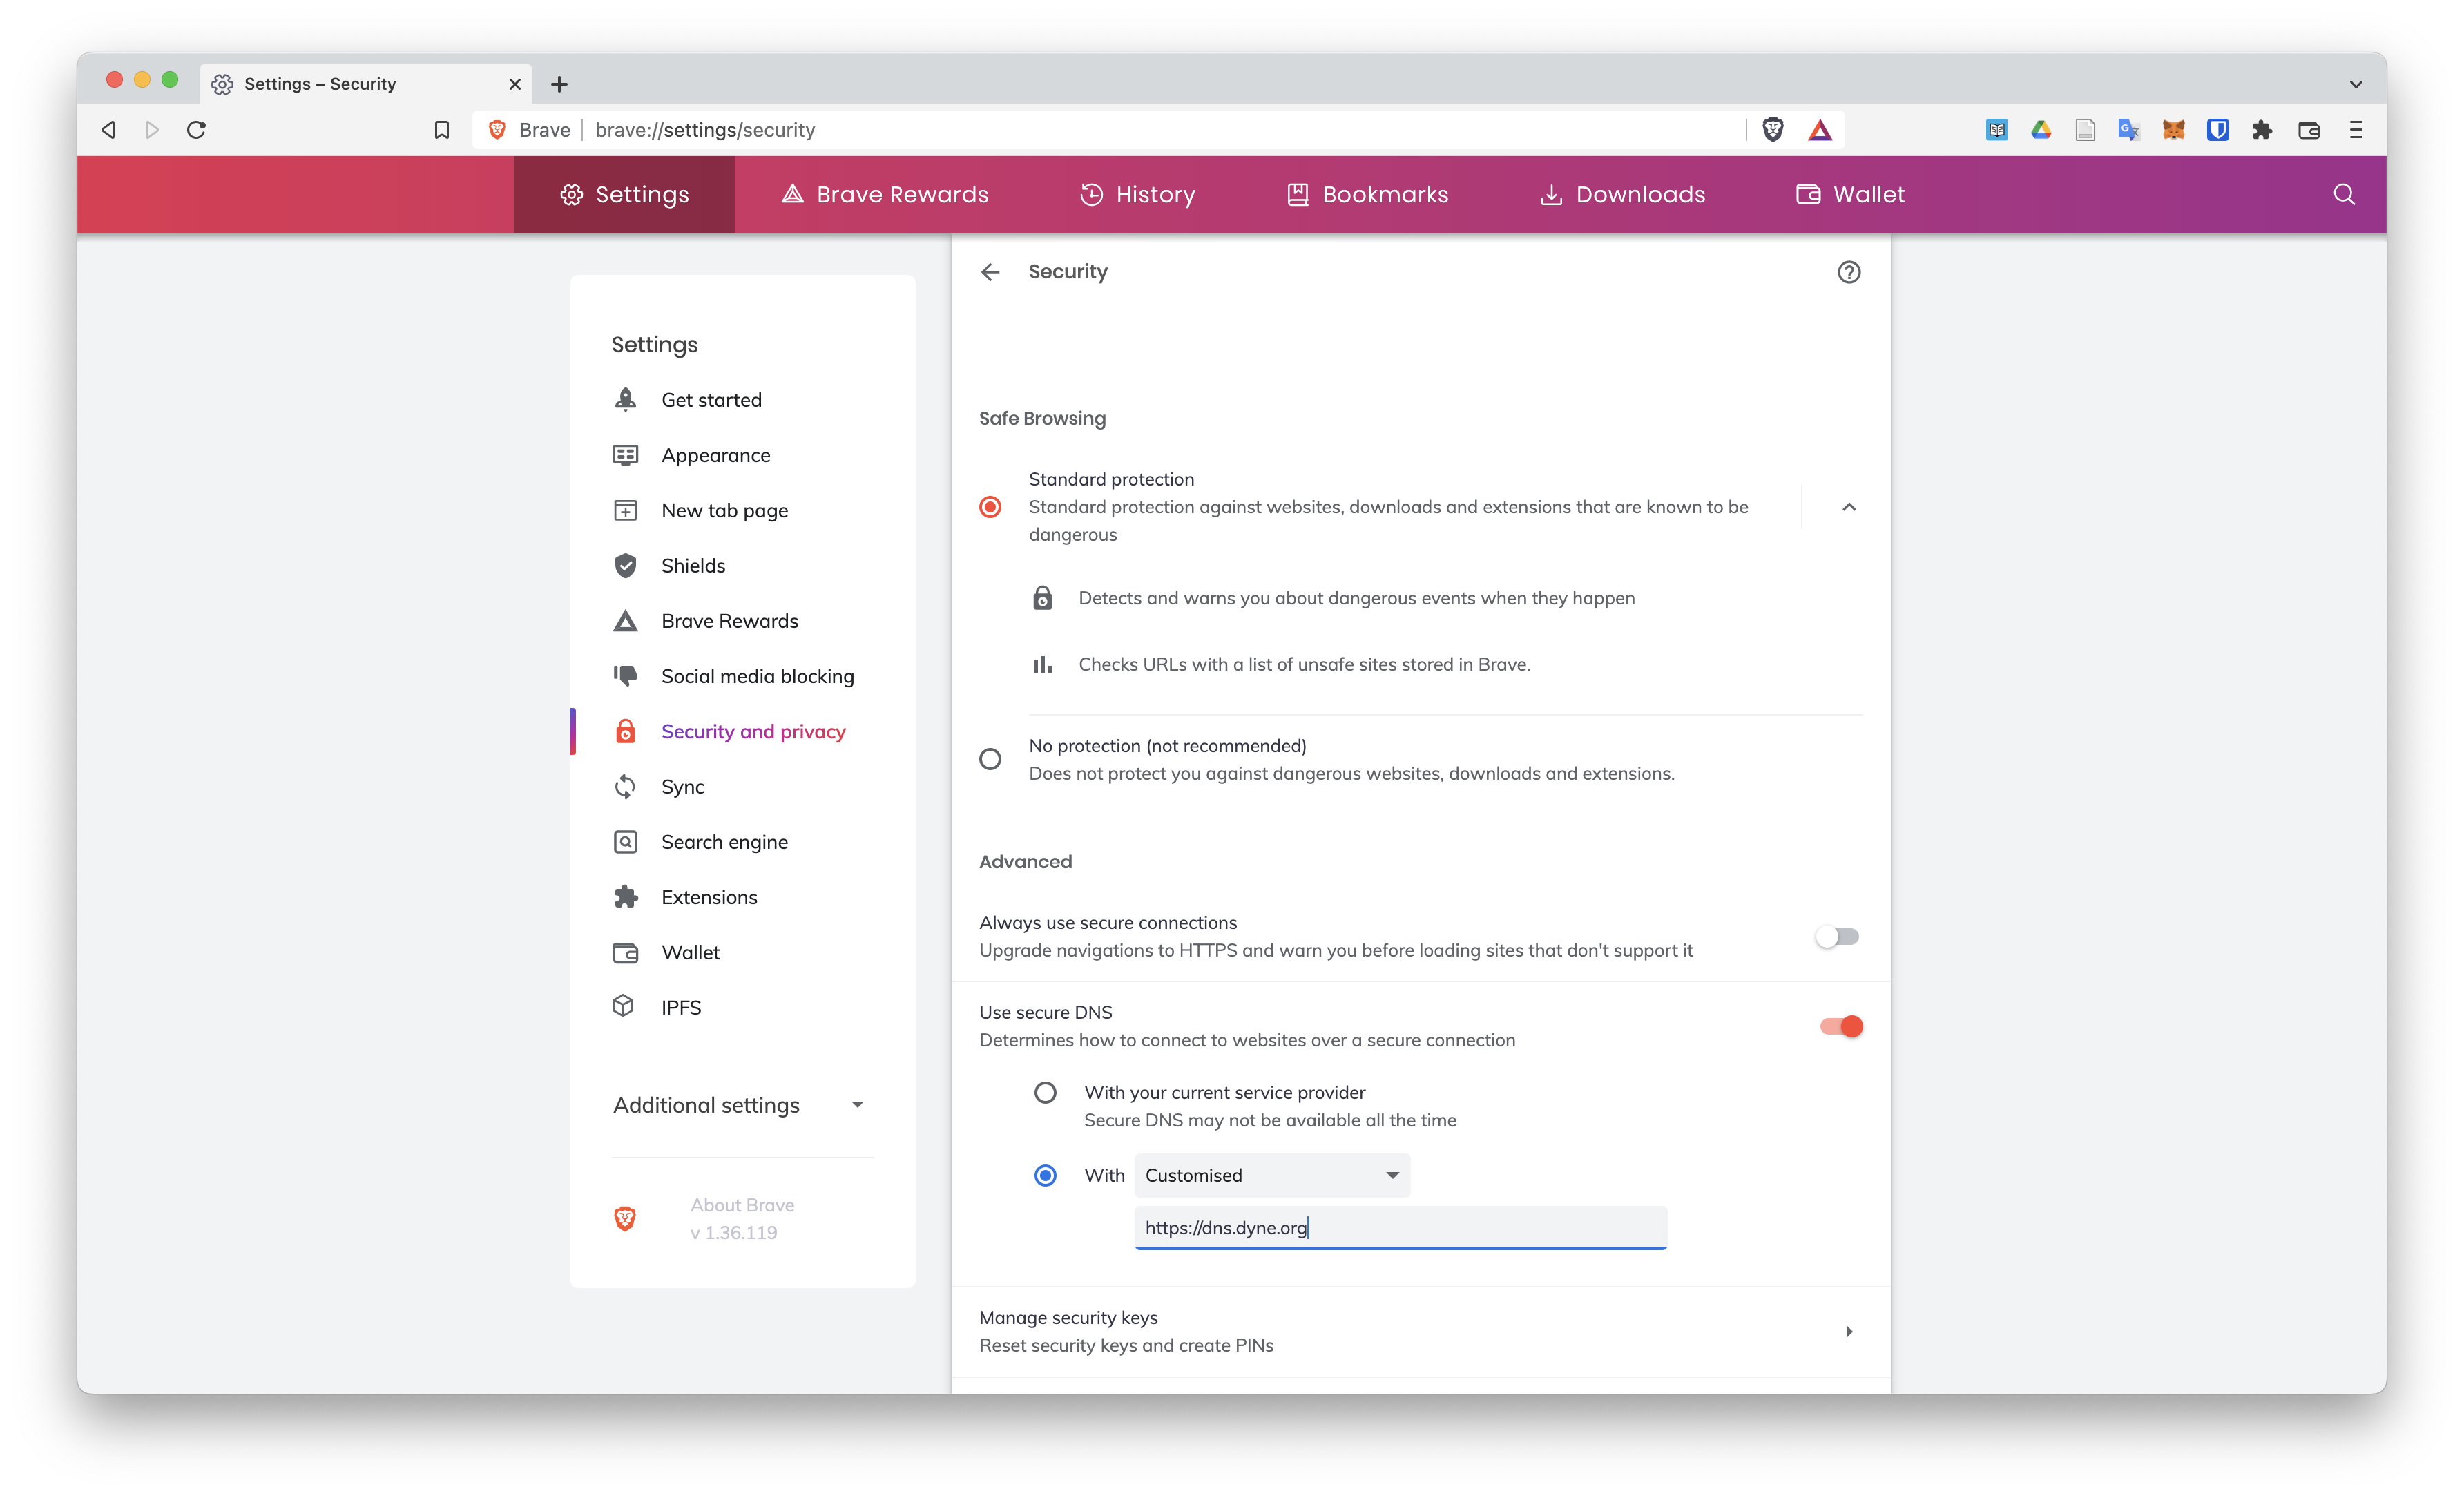 Settings – Security
Brave
brave://settings/security
Settings
Brave Rewards
History
Bookmarks
Downloads
Wallet
Settings
Get started
Appearance
New tab page
Shields
Brave Rewards
Social media blocking
Security and privacy
Sync
Search engine
Extensions
Wallet
IPFS
Additional settings
About Brave
v 1.36.119
Security
Safe Browsing
Standard protection
Standard protection against websites, downloads and extensions that are known to be
dangerous
Detects and warns you about dangerous events when they happen
Checks URLs with a list of unsafe sites stored in Brave.
No protection (not recommended)
Does not protect you against dangerous websites, downloads and extensions.
Advanced
Always use secure connections
Upgrade navigations to HTTPS and warn you before loading sites that don't support it
Use secure DNS
Determines how to connect to websites over a secure connection
With your current service provider
Secure DNS may not be available all the time
With
Customised
https://dns.dyne.org
Manage security keys
Reset security keys and create PINs